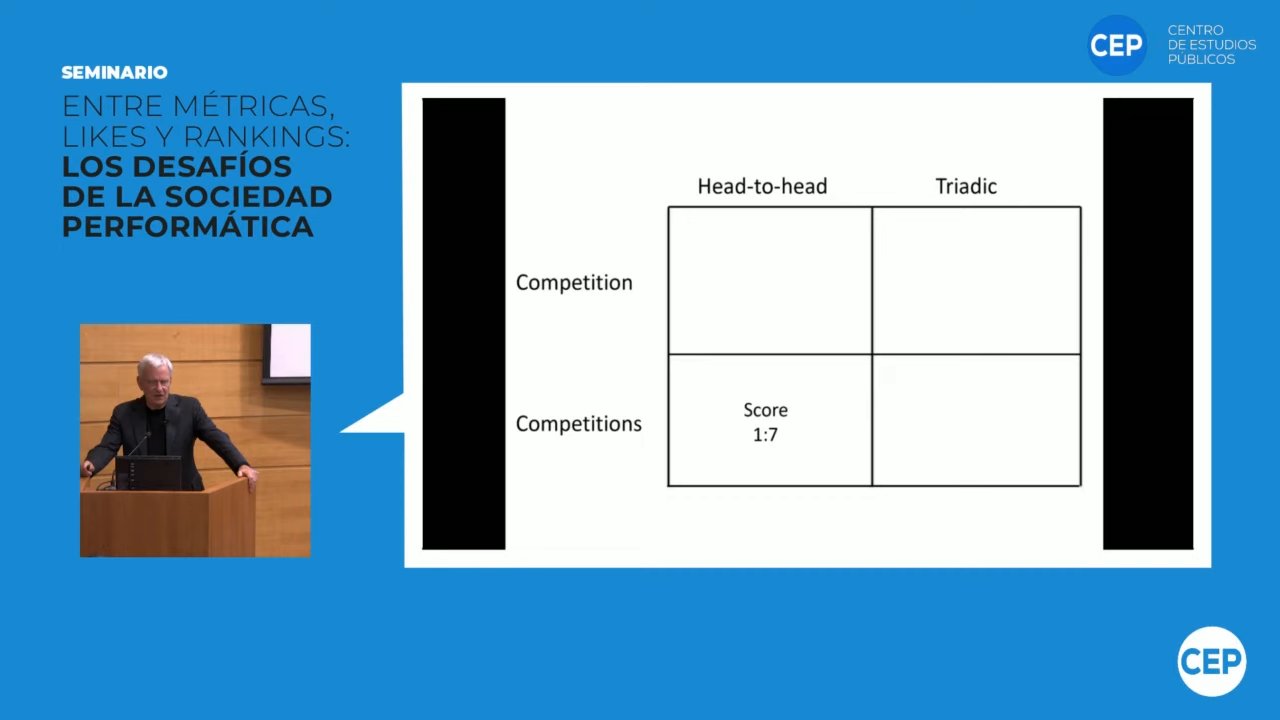 SEMINARIO
ENTRE MÉTRICAS,
LIKES Y RANKINGS:
LOS DESAFÍOS
DE LA SOCIEDAD
PERFORMÁTICA
CEP
CENTRO
DE ESTUDIOS
PÚBLICOS
Head-to-head
Triadic
Competition
Competitions
Score
1:7
CEP